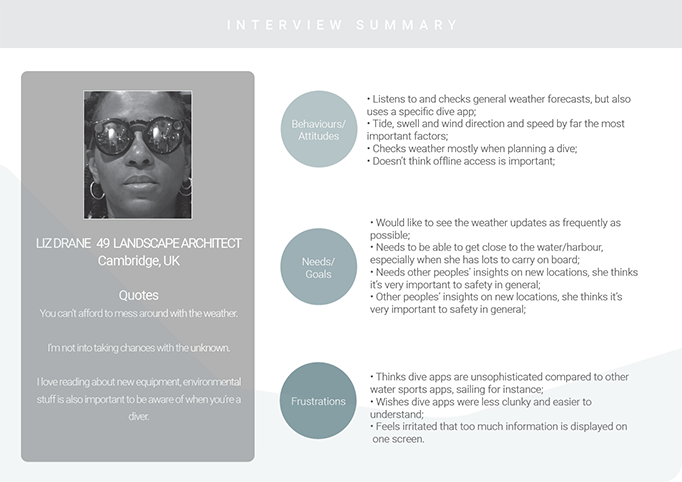 INTERVIEW SUMMARY
LIZ DRANE 49 LANDSCAPE ARCHITECT
Cambridge, UK
Quotes
You can't afford to mess around with the weather.
I'm not into taking chances with the unknown.
I love reading about new equipment, environmental
stuff is also important to be aware of when you're a
diver.
Behaviours/
Attitudes
• Listens to and checks general weather forecasts, but also
uses a specific dive app;
• Tide, swell and wind direction and speed by far the most
important factors;
• Checks weather mostly when planning a dive;
• Doesn't think offline access is important;
Needs/
Goals
• Would like to see the weather updates as frequently as
possible;
• Needs to be able to get close to the water/harbour,
especially when she has lots to carry on board;
• Needs other peoples' insights on new locations, she thinks
it's very important to safety in general;
• Other peoples' insights on new locations, she thinks it's
very important to safety in general;
Frustrations
• Thinks dive apps are unsophisticated compared to other
water sports apps, sailing for instance;
• Wishes dive apps were less clunky and easier to
understand;
• Feels irritated that too much information is displayed on
one screen.